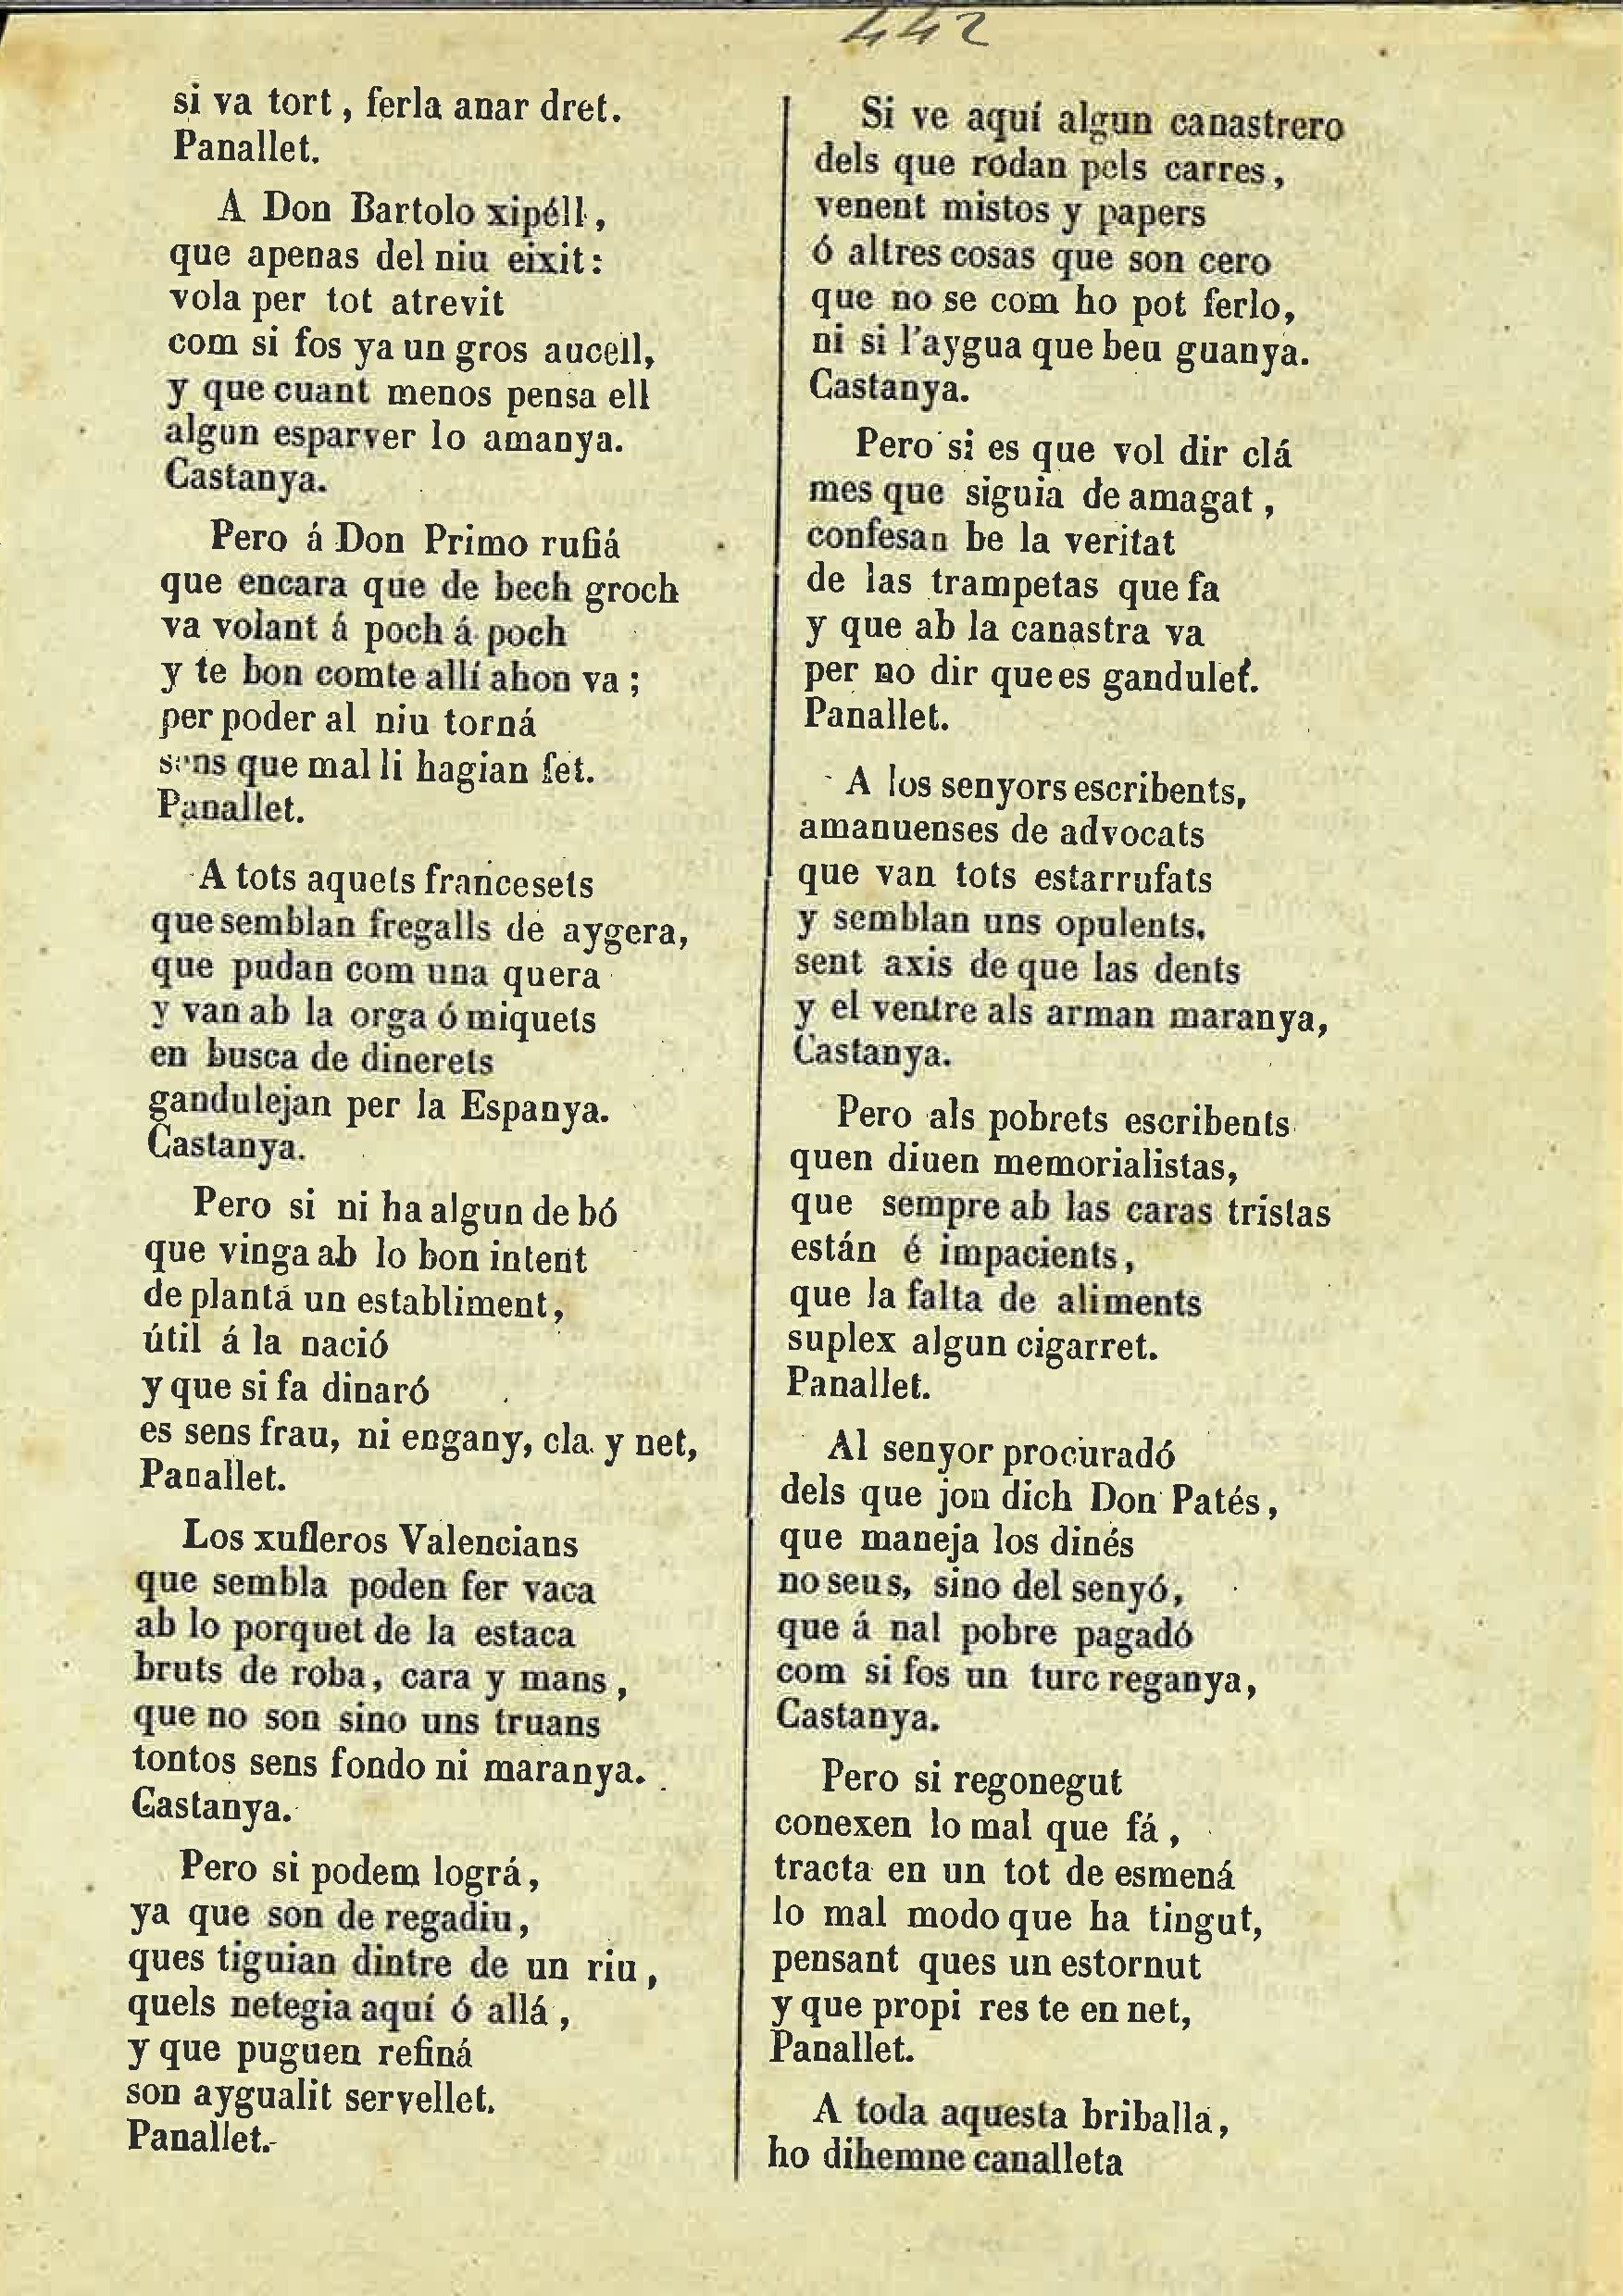 442
si va tort, ferla anar dret.
Panallet.
A Don Bartolo xipéll,
que apenas del niu eixit:
vola per tot atrevit
com si fos ya un gros aucell,
y que cuant menos pensa ell
algun esparver lo amanya.
Castanya.
Pero á Don Primo rufiá
que encara que de bech groch
va volant á poch á poch
y te bon comte allí ahon va;
per poder al niu torná
sens que mal li hagian fet.
Panallet.
A tots aquets francesets
que semblan fregalls de aygera,
que pudan com una quera
y van ab la orga ó miquets
en busca de dinerets
gandulejan per la Espanya.
Castanya.
Pero si ni ha algun de bó
que vinga ab lo bon intent
de plantá un establiment,
útil á la nació
y que si fa dinaró
es sens frau, ni engany, cla y net,
Panallet.
Los xufleros Valencians
que sembla poden fer vaca
ab lo porquet de la estaca
bruts de roba, cara y mans,
que no son sino uns truans
tontos sens fondo ni maranya.
Castanya.
Pero si podem lográ,
ya que son de regadiu,
ques tiguian dintre de un riu,
quels netegia aquí ó allá,
y que puguen refiná
son aygualit servellet.
Panallet.
Si ve aquí algun canastrero
dels que ródan pels carres,
venent mistos y papers
ó altres cosas que son cero
que no se com ho pot ferlo,
ni si l'aygua que beu guanya.
Castanya.
Pero si es que vol dir clá
mes que siguia de amagat,
confesan be la veritat
de las trampetas que fa
y que ab la canastra va
per no dir que es gandulet.
Panallet.
A los senyors escribents,
amanuenses de advocats
que van tots estarrufats
y semblan uns opulents,
sent axis de que las dents
y el ventre als arman maranya,
Castanya.
Pero als pobrets escribents
quen diuen memorialistas,
que sempre ab las caras tristas
están é impacients,
que la falta de aliments
suplex algun cigarret.
Panallet.
Al senyor procuradó
dels que jon dich Don Patés,
que maneja los dinés
no seus, sino del senyó,
que á nal pobre pagadó
com si fos un turc reganya,
Castanya.
Pero si regonegut
conexen lo mal que fá,
tracta en un tot de esmená
lo mal modo que ha tingut,
pensant ques un estornut
y que propi res te en net,
Panallet.
A toda aquesta briballa,
ho dihemne canalleta